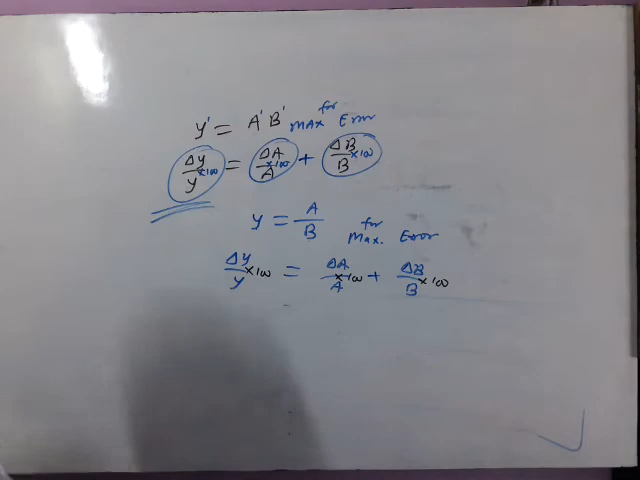 y' = A' B' for Max Error
Δy/y ×100 = ΔA/A ×100 + ΔB/B ×100
y = A/B for Max. Error
Δy/y ×100 = ΔA/A ×100 + ΔB/B ×100